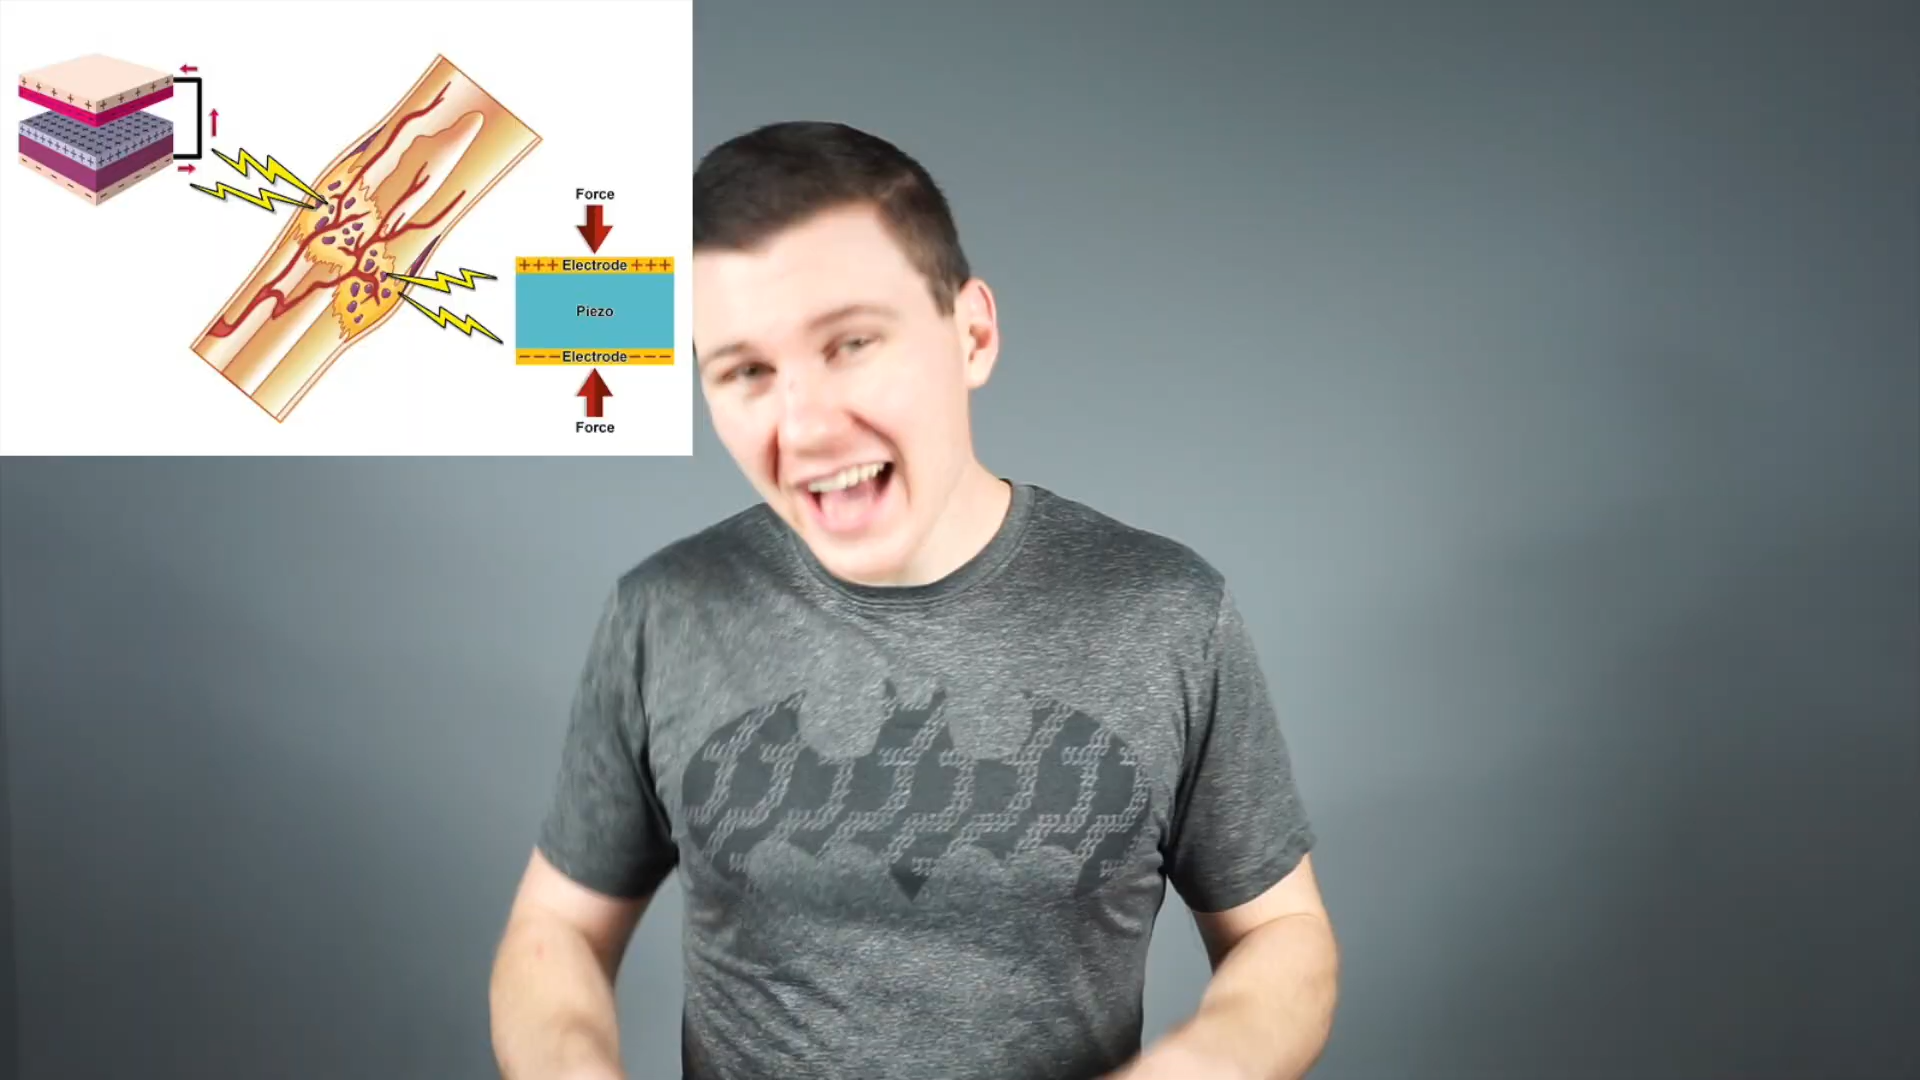 Force
+++ Electrode +++
Piezo
−−−Electrode−−−
Force